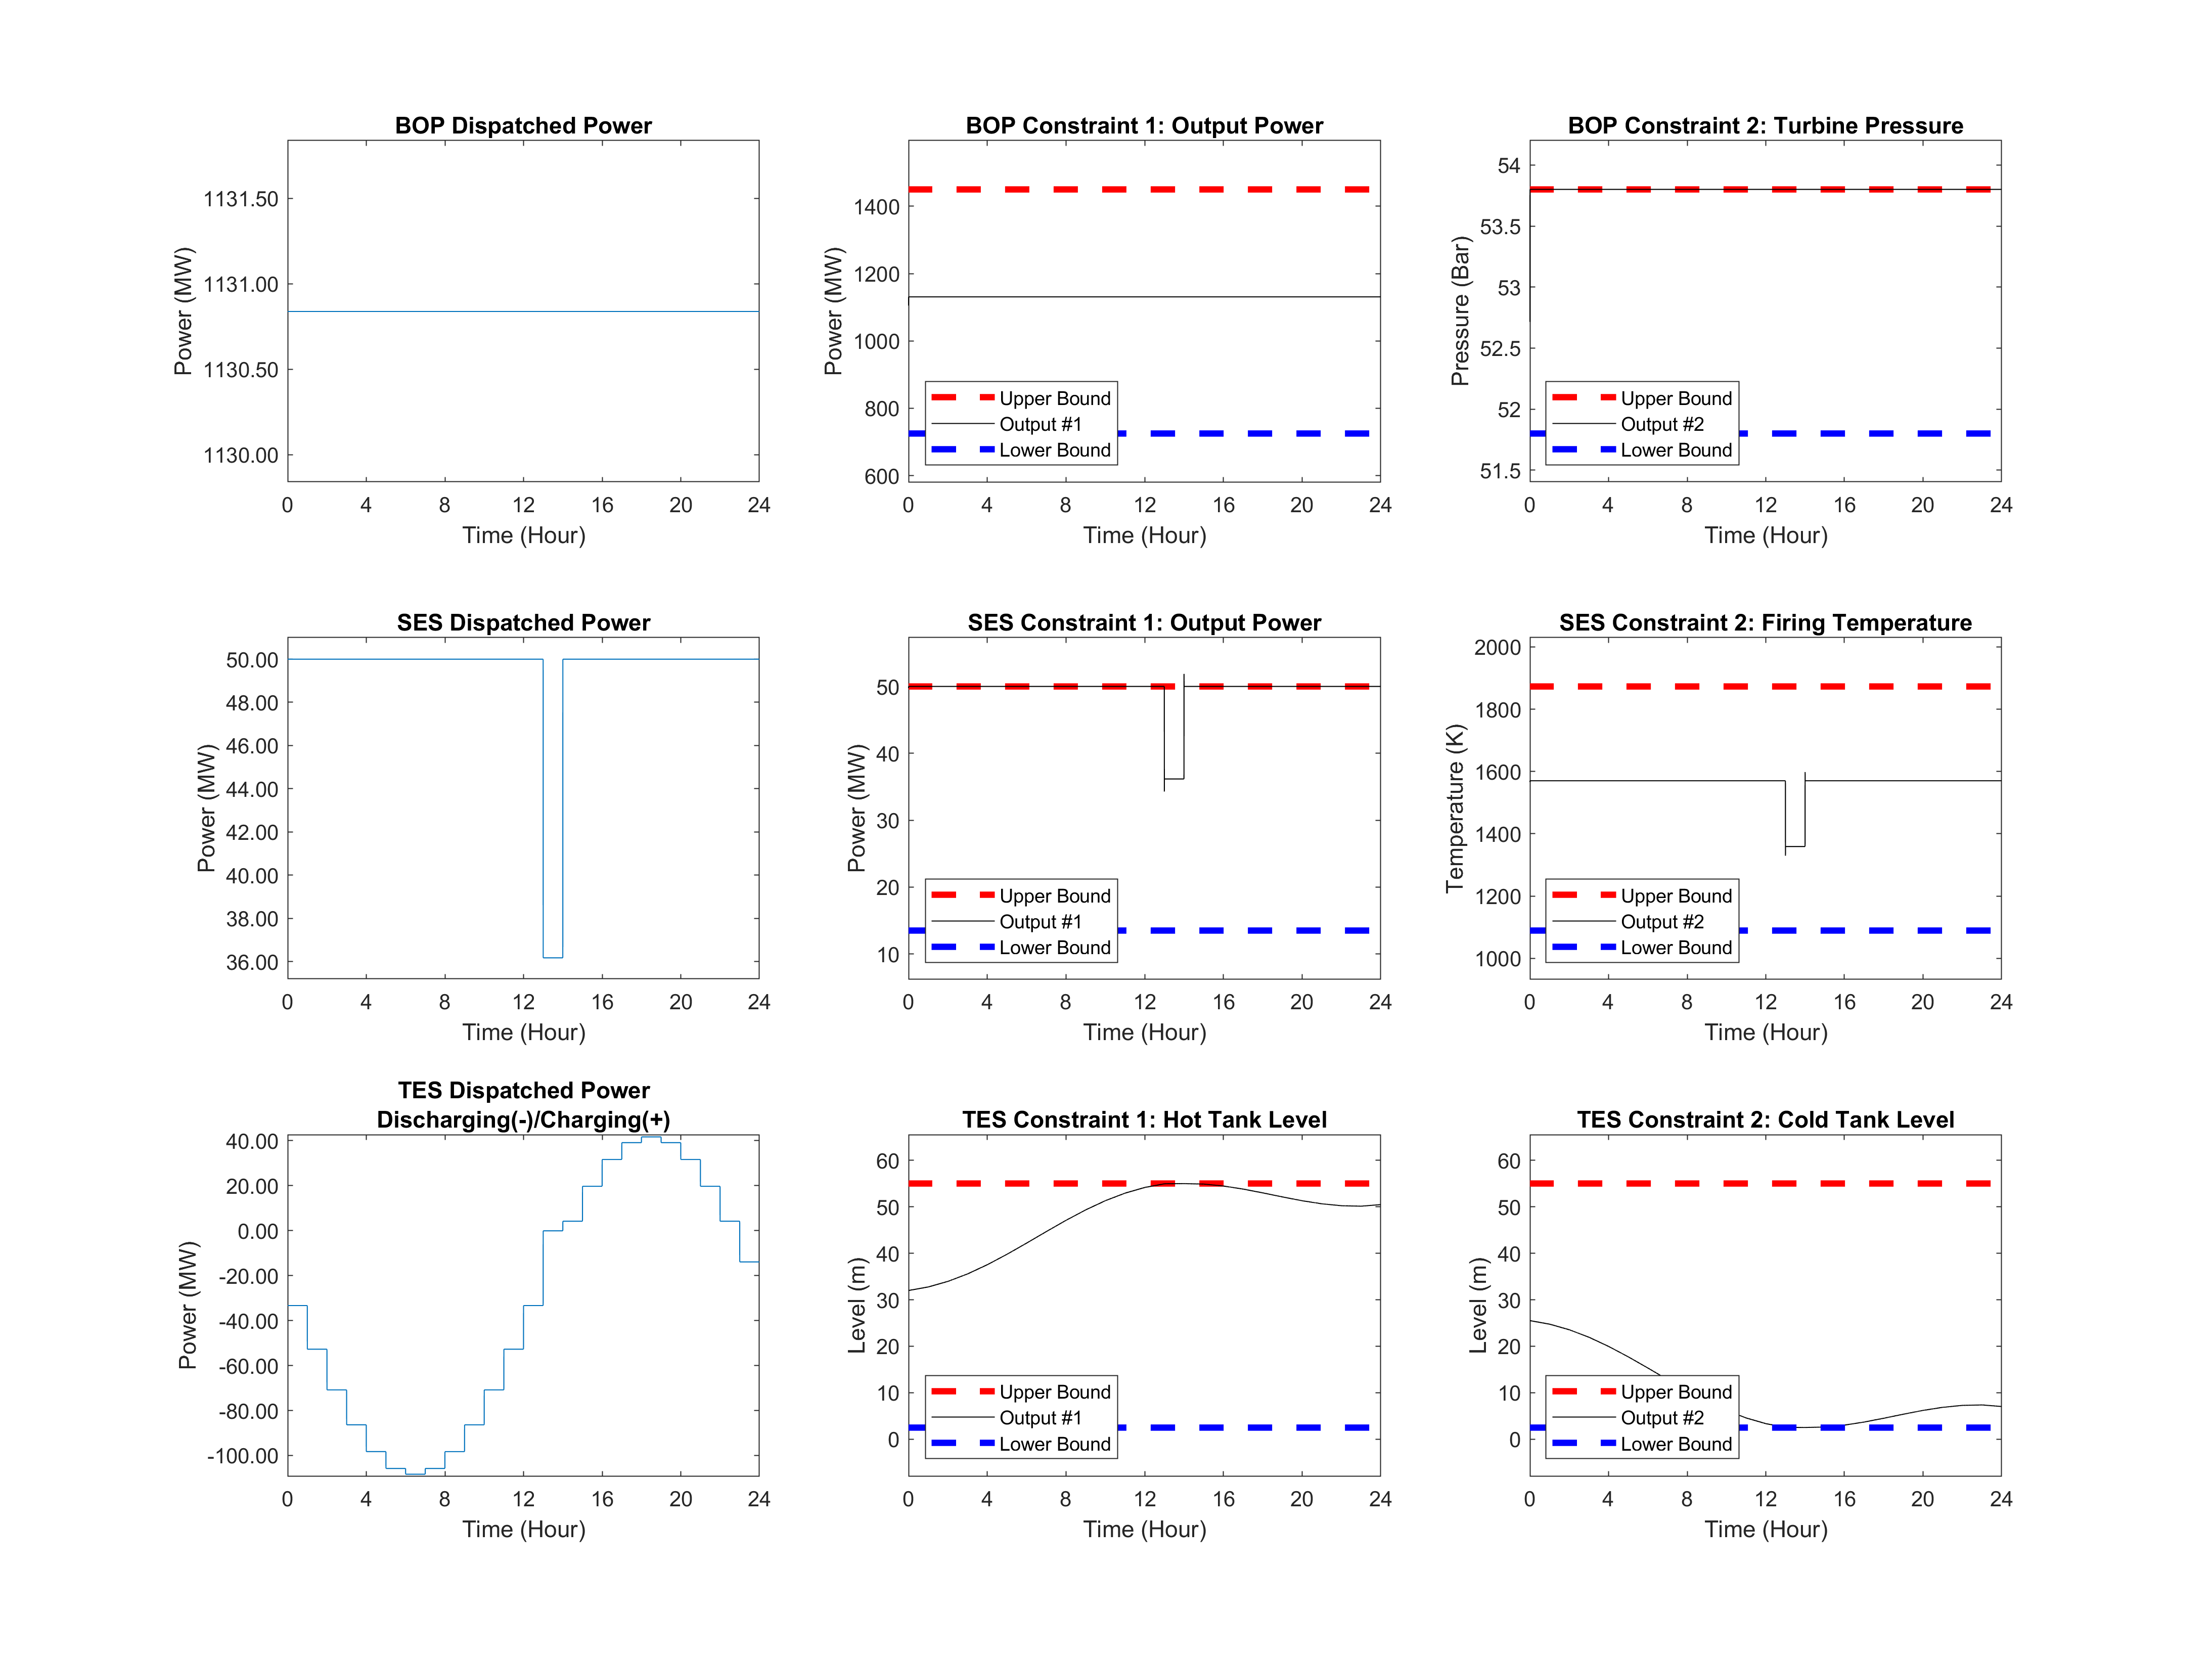 BOP Dispatched Power
1131.50
1131.00
1130.50
1130.00
Power (MW)
0 4 8 12 16 20 24
Time (Hour)
BOP Constraint 1: Output Power
1400
1200
1000
800
600
Power (MW)
Upper Bound
Output #1
Lower Bound
0 4 8 12 16 20 24
Time (Hour)
BOP Constraint 2: Turbine Pressure
54
53.5
53
52.5
52
51.5
Pressure (Bar)
Upper Bound
Output #2
Lower Bound
0 4 8 12 16 20 24
Time (Hour)
SES Dispatched Power
50.00
48.00
46.00
44.00
42.00
40.00
38.00
36.00
Power (MW)
0 4 8 12 16 20 24
Time (Hour)
SES Constraint 1: Output Power
50
40
30
20
10
Power (MW)
Upper Bound
Output #1
Lower Bound
0 4 8 12 16 20 24
Time (Hour)
SES Constraint 2: Firing Temperature
2000
1800
1600
1400
1200
1000
Temperature (K)
Upper Bound
Output #2
Lower Bound
0 4 8 12 16 20 24
Time (Hour)
TES Dispatched Power
Discharging(-)/Charging(+)
40.00
20.00
0.00
-20.00
-40.00
-60.00
-80.00
-100.00
Power (MW)
0 4 8 12 16 20 24
Time (Hour)
TES Constraint 1: Hot Tank Level
60
50
40
30
20
10
0
Level (m)
Upper Bound
Output #1
Lower Bound
0 4 8 12 16 20 24
Time (Hour)
TES Constraint 2: Cold Tank Level
60
50
40
30
20
10
0
Level (m)
Upper Bound
Output #2
Lower Bound
0 4 8 12 16 20 24
Time (Hour)